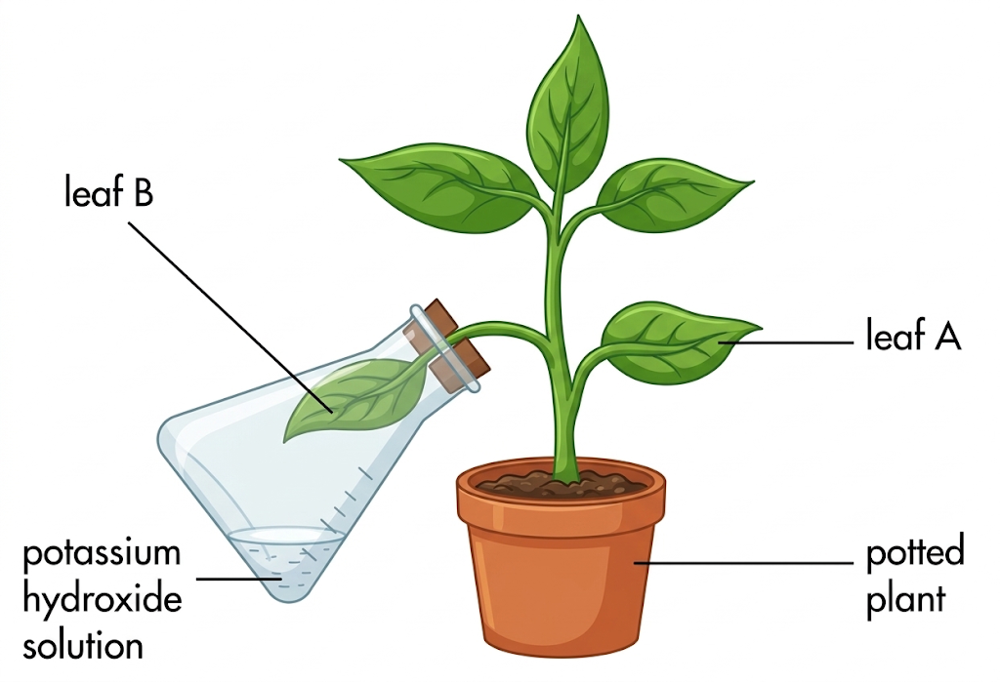 leaf B
leaf A
potassium
hydroxide
solution
potted
plant